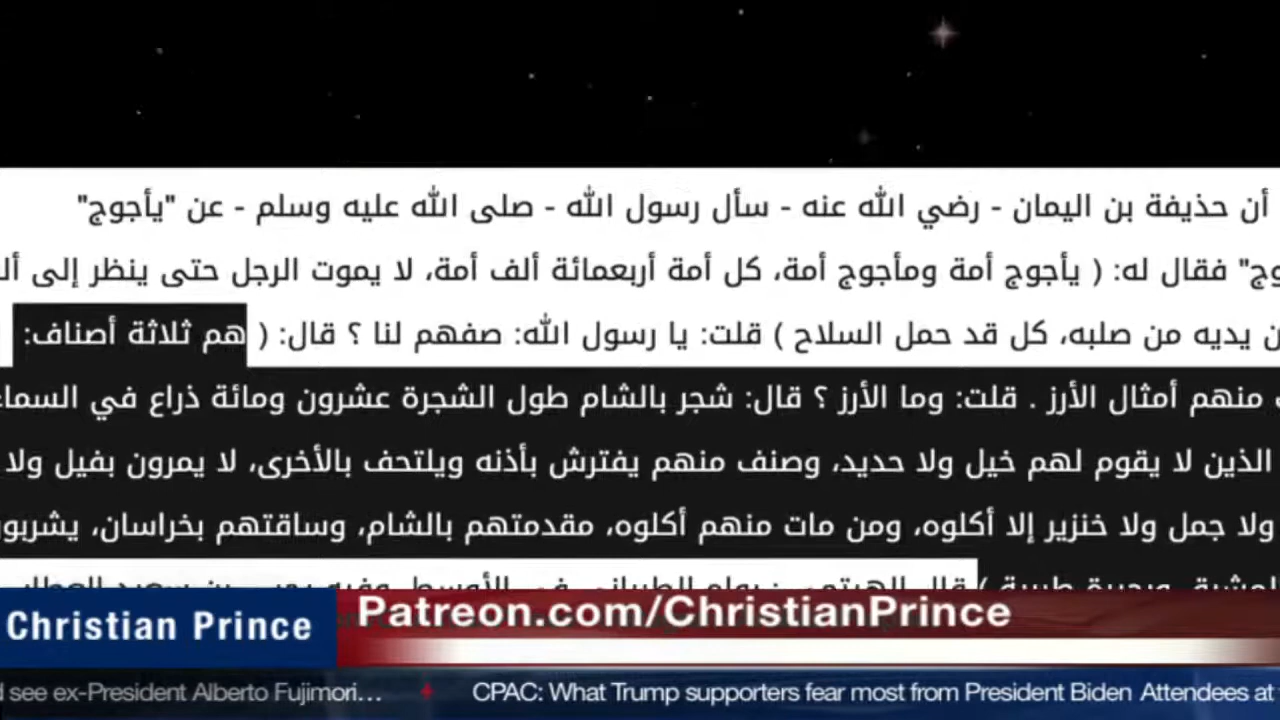 أن حذيفة بن اليمان - رضي الله عنه - سأل رسول الله - صلى الله عليه وسلم - عن "يأجوج"
فقال له: ( يأجوج أمة ومأجوج أمة، كل أمة أربعمائة ألف أمة، لا يموت الرجل حتى ينظر إلى
يديه من صلبه، كل قد حمل السلاح ) قلت: يا رسول الله: صفهم لنا ؟ قال: ( هم ثلاثة أصناف:
منهم أمثال الأرز . قلت: وما الأرز ؟ قال: شجر بالشام طول الشجرة عشرون ومائة ذراع في السماء
الذين لا يقوم لهم خيل ولا حديد، وصنف منهم يفترش بأذنه ويلتحف بالأخرى، لا يمرون بفيل ولا
ولا جمل ولا خنزير إلا أكلوه، ومن مات منهم أكلوه، مقدمتهم بالشام، وساقتهم بخراسان،
Christian Prince
Patreon.com/ChristianPrince
see ex-President Alberto Fujimori... CPAC: What Trump supporters fear most from President Biden Attendees at